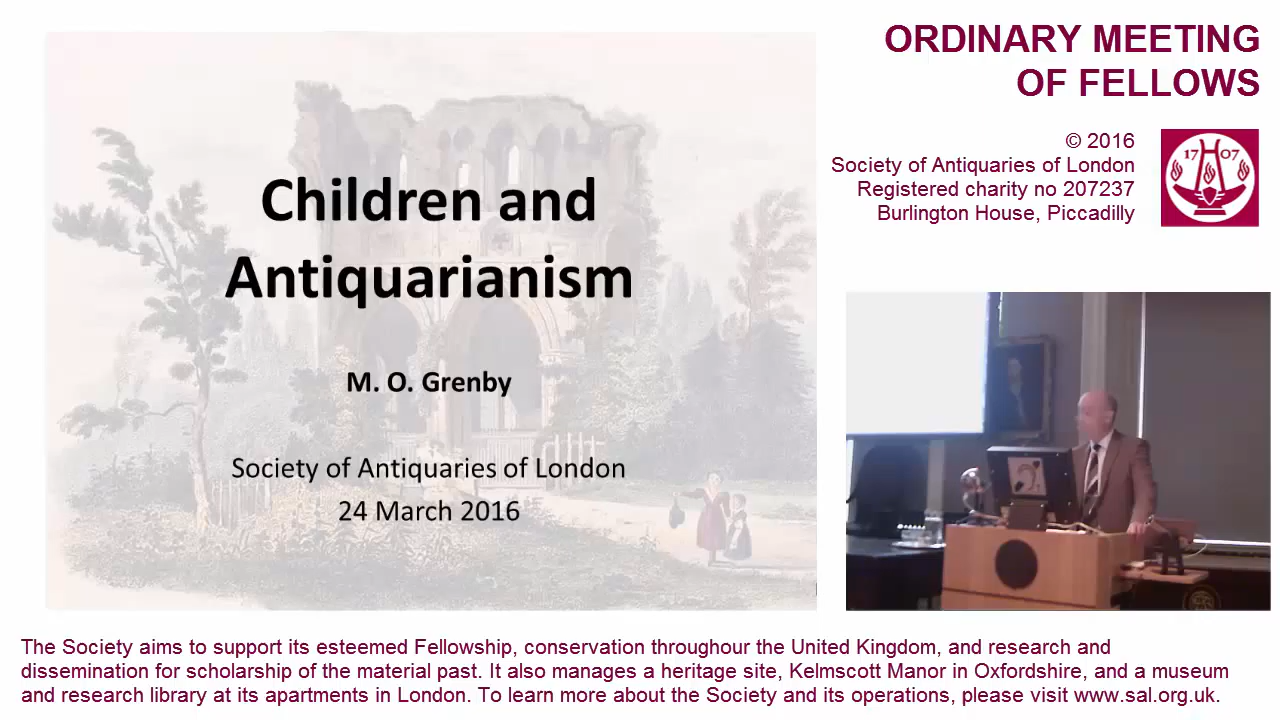 Children and
Antiquarianism
M. O. Grenby
Society of Antiquaries of London
24 March 2016
ORDINARY MEETING
OF FELLOWS
© 2016
Society of Antiquaries of London
Registered charity no 207237
Burlington House, Piccadilly
1707
The Society aims to support its esteemed Fellowship, conservation throughour the United Kingdom, and research and
dissemination for scholarship of the material past. It also manages a heritage site, Kelmscott Manor in Oxfordshire, and a museum
and research library at its apartments in London. To learn more about the Society and its operations, please visit www.sal.org.uk.